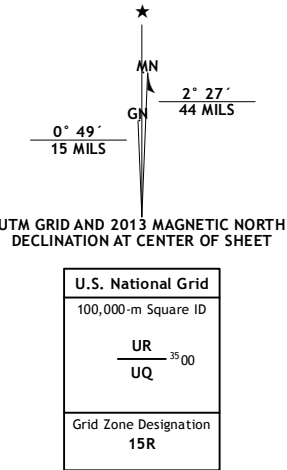 ★
MN
GN
2° 27´
44 MILS
0° 49´
15 MILS
UTM GRID AND 2013 MAGNETIC NORTH
DECLINATION AT CENTER OF SHEET
U.S. National Grid
100,000-m Square ID
UR
3500
UQ
Grid Zone Designation
15R